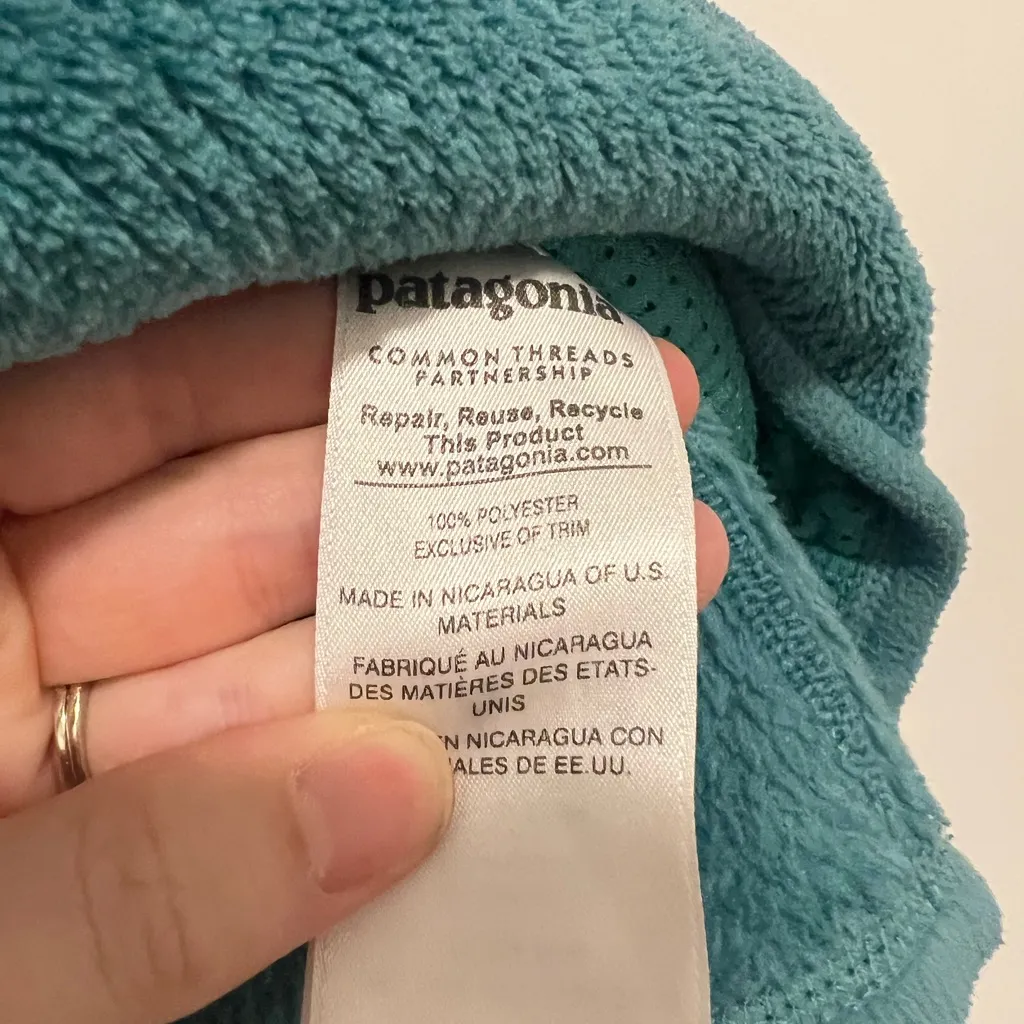 patagonia
COMMON THREADS
PARTNERSHIP
Repair, Reuse, Recycle
This Product
www.patagonia.com
100% POLYESTER
EXCLUSIVE OF TRIM
MADE IN NICARAGUA OF U.S.
MATERIALS
FABRIQUÉ AU NICARAGUA
DES MATIÈRES DES ETATS-
UNIS
NICARAGUA CON
DE EE.UU.